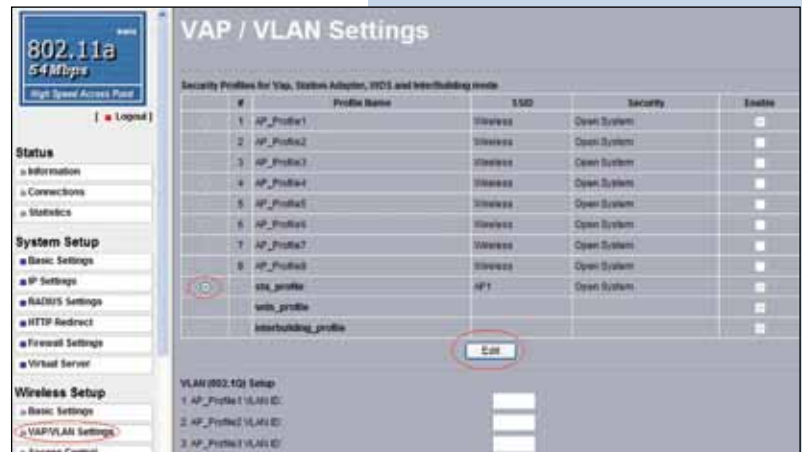 802.11a
54Mbps
High Speed Access Point
[ Logout ]
Status
Information
Connections
Statistics
System Setup
Basic Settings
IP Settings
RADIUS Settings
HTTP Redirect
Firewall Settings
Virtual Server
Wireless Setup
Basic Settings
VAP/VLAN Settings
Access Control
VAP / VLAN Settings
Security Profiles for Vap, Station Adapter, WDS and InterBuilding mode
# Profile Name SSID Security Enable
1 AP_Profile1 Wireless Open System
2 AP_Profile2 Wireless Open System
3 AP_Profile3 Wireless Open System
4 AP_Profile4 Wireless Open System
5 AP_Profile5 Wireless Open System
6 AP_Profile6 Wireless Open System
7 AP_Profile7 Wireless Open System
8 AP_Profile8 Wireless Open System
sta_profile AP1 Open System
wds_profile
interbuilding_profile
Edit
VLAN (802.1Q) Setup
1 AP_Profile1 VLAN ID:
2 AP_Profile2 VLAN ID:
3 AP_Profile3 VLAN ID: